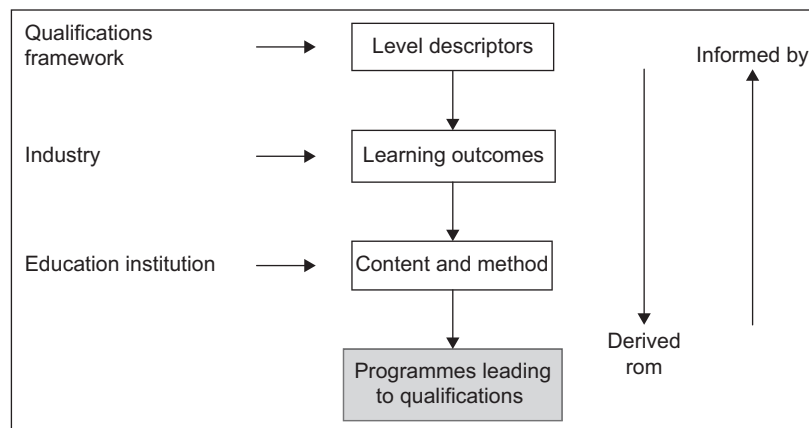 Qualifications
framework
Level descriptors
Informed by
Industry
Learning outcomes
Education institution
Content and method
Derived
rom
Programmes leading
to qualifications